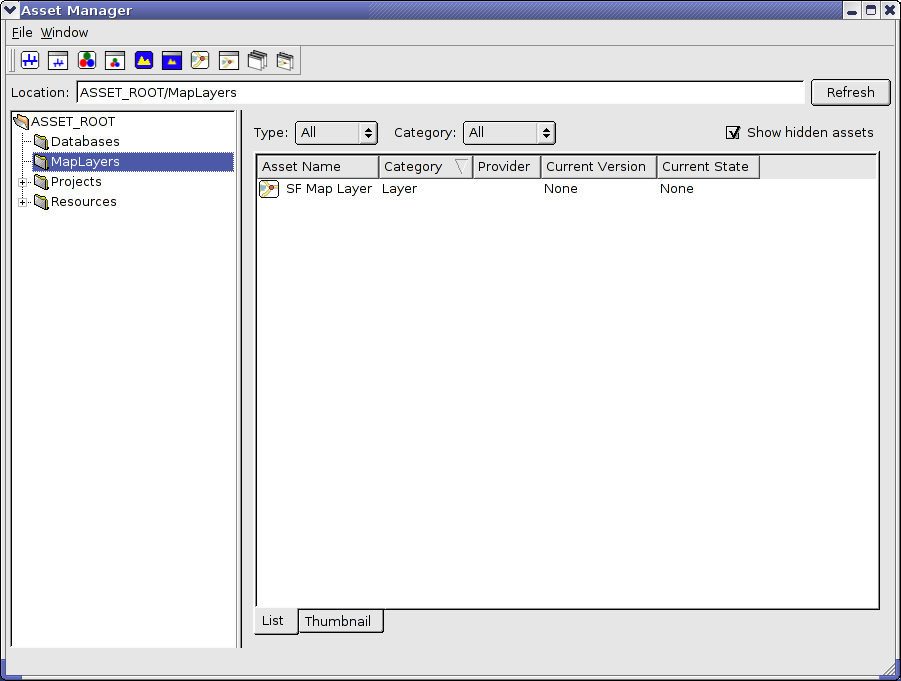 Asset Manager
File Window
Location: ASSET_ROOT/MapLayers Refresh
ASSET_ROOT
Databases
MapLayers
Projects
Resources
Type: All Category: All Show hidden assets
Asset Name Category Provider Current Version Current State
SF Map Layer Layer None None
List Thumbnail